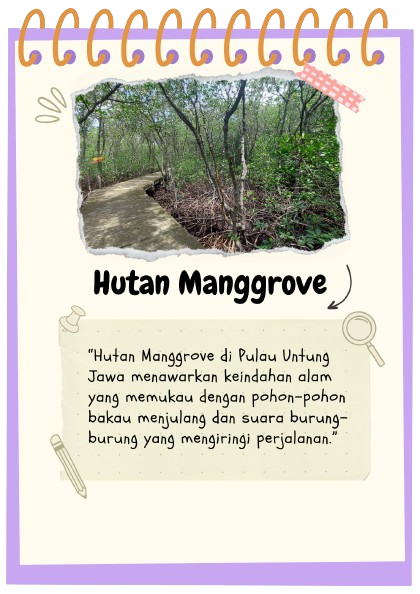 Hutan Manggrove
"Hutan Manggrove di Pulau Untung
Jawa menawarkan keindahan alam
yang memukau dengan pohon-pohon
bakau menjulang dan suara burung-
burung yang mengiringi perjalanan."